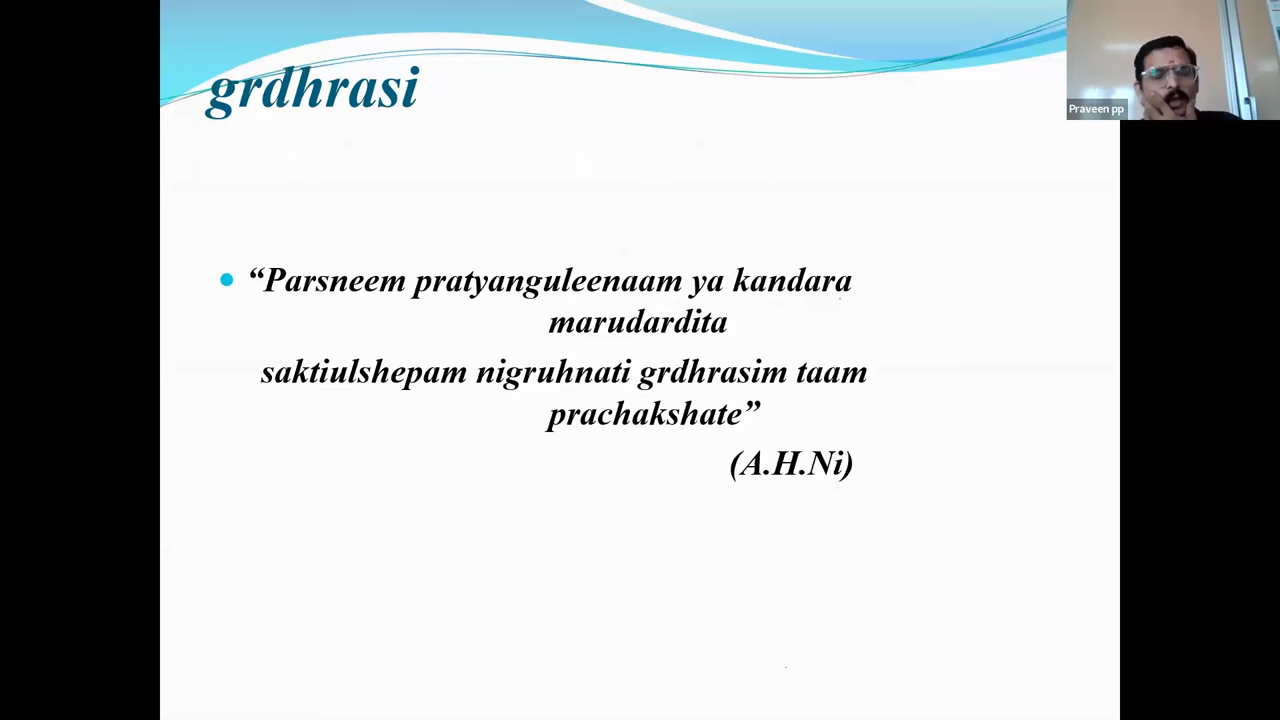 grdhrasi
Praveen pp
“Parsneem pratyanguleenaam ya kandara
marudardita
saktiulshepam nigruhnati grdhrasim taam
prachakshate”
(A.H.Ni)